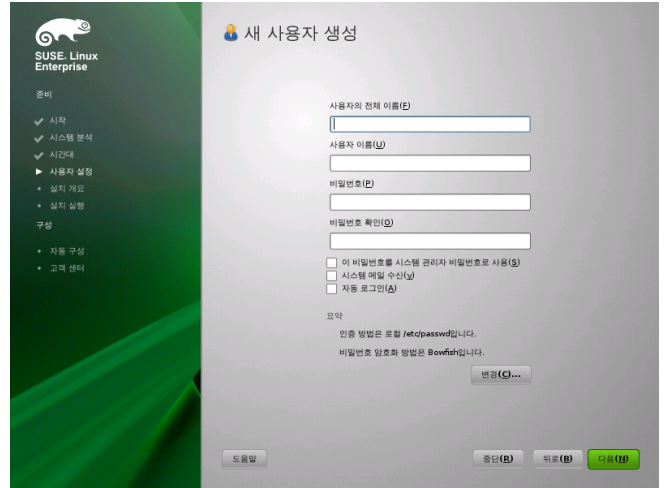 SUSE. Linux
Enterprise
준비
시작
시스템 분석
시간대
사용자 설정
설치 개요
설치 실행
구성
자동 구성
고객 센터
새 사용자 생성
사용자의 전체 이름(F)
사용자 이름(U)
비밀번호(P)
비밀번호 확인(O)
이 비밀번호를 시스템 관리자 비밀번호로 사용(S)
시스템 메일 수신(v)
자동 로그인(A)
요약
인증 방법은 로컬 /etc/passwd입니다.
비밀번호 암호화 방법은 Bowfish입니다.
변경(C)...
도움말
중단(R)
뒤로(B)
다음(N)